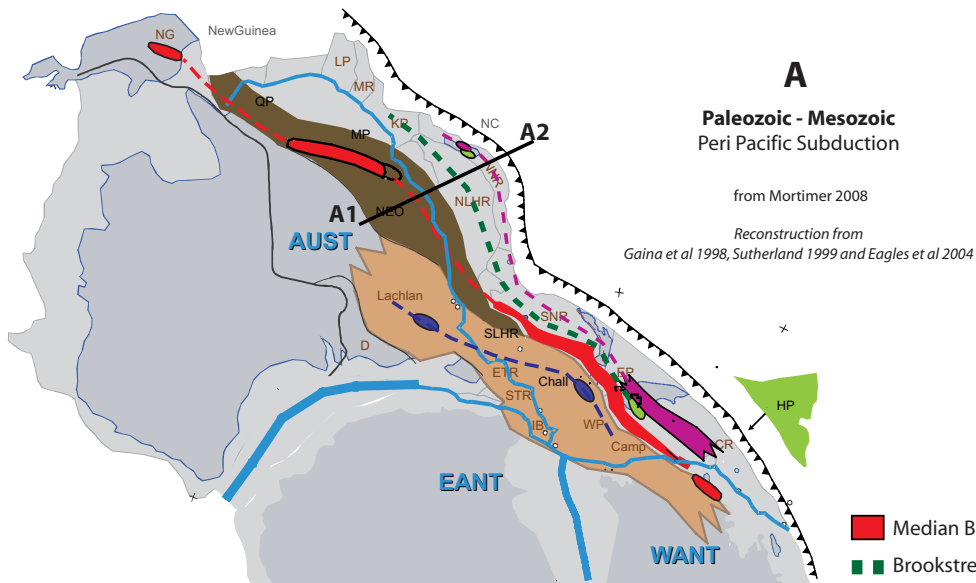 NG
NewGuinea
LP
MR
QP
KP
NC
MP
A2
NLHR
NEO
A1
AUST
Lachlan
SNR
SLHR
D
EP
ETR
Chall
STR
WP
IB
Camp
CR
HP
EANT
WANT
A
Paleozoic - Mesozoic
Peri Pacific Subduction
from Mortimer 2008
Reconstruction from
Gaina et al 1998, Sutherland 1999 and Eagles et al 2004
Median B
Brookstre